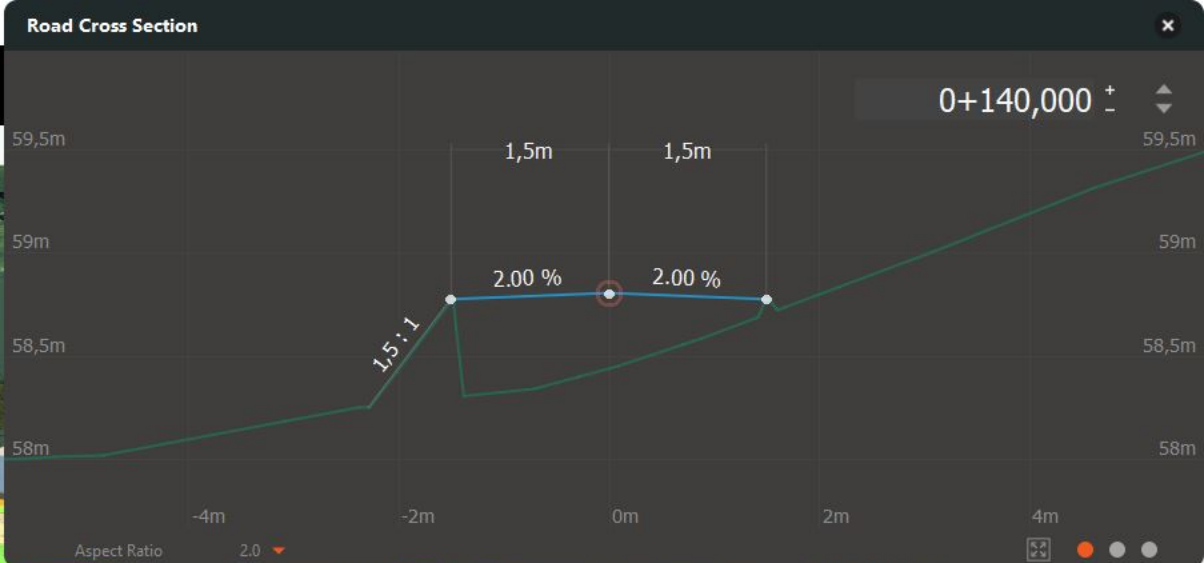 Road Cross Section
0+140,000
+
−
59,5m
1,5m
1,5m
59,5m
59m
2.00 %
2.00 %
59m
58,5m
1,5 : 1
58,5m
58m
58m
-4m
-2m
0m
2m
4m
Aspect Ratio
2.0